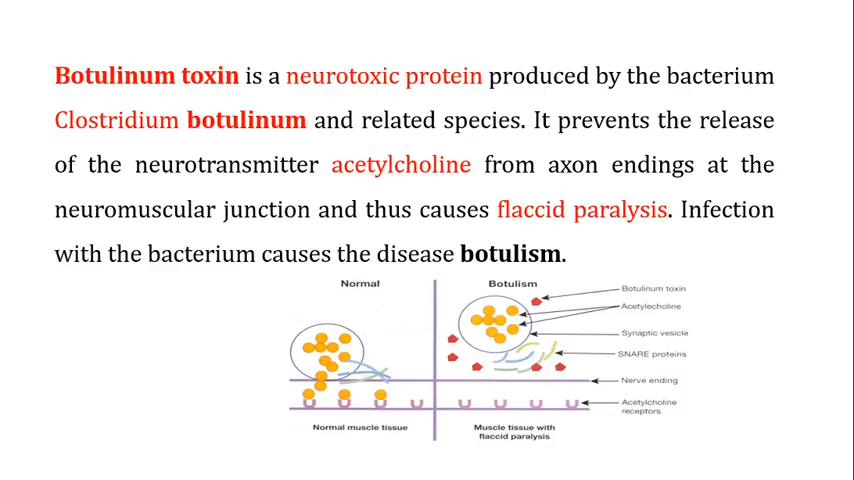 Botulinum toxin is a neurotoxic protein produced by the bacterium
Clostridium botulinum and related species. It prevents the release
of the neurotransmitter acetylcholine from axon endings at the
neuromuscular junction and thus causes flaccid paralysis. Infection
with the bacterium causes the disease botulism.
Normal
Botulism
Botulinum toxin
Acetylecholine
Synaptic vesicle
SNARE proteins
Nerve ending
Acetylcholine
receptors
Normal muscle tissue
Muscle tissue with
flaccid paralysis